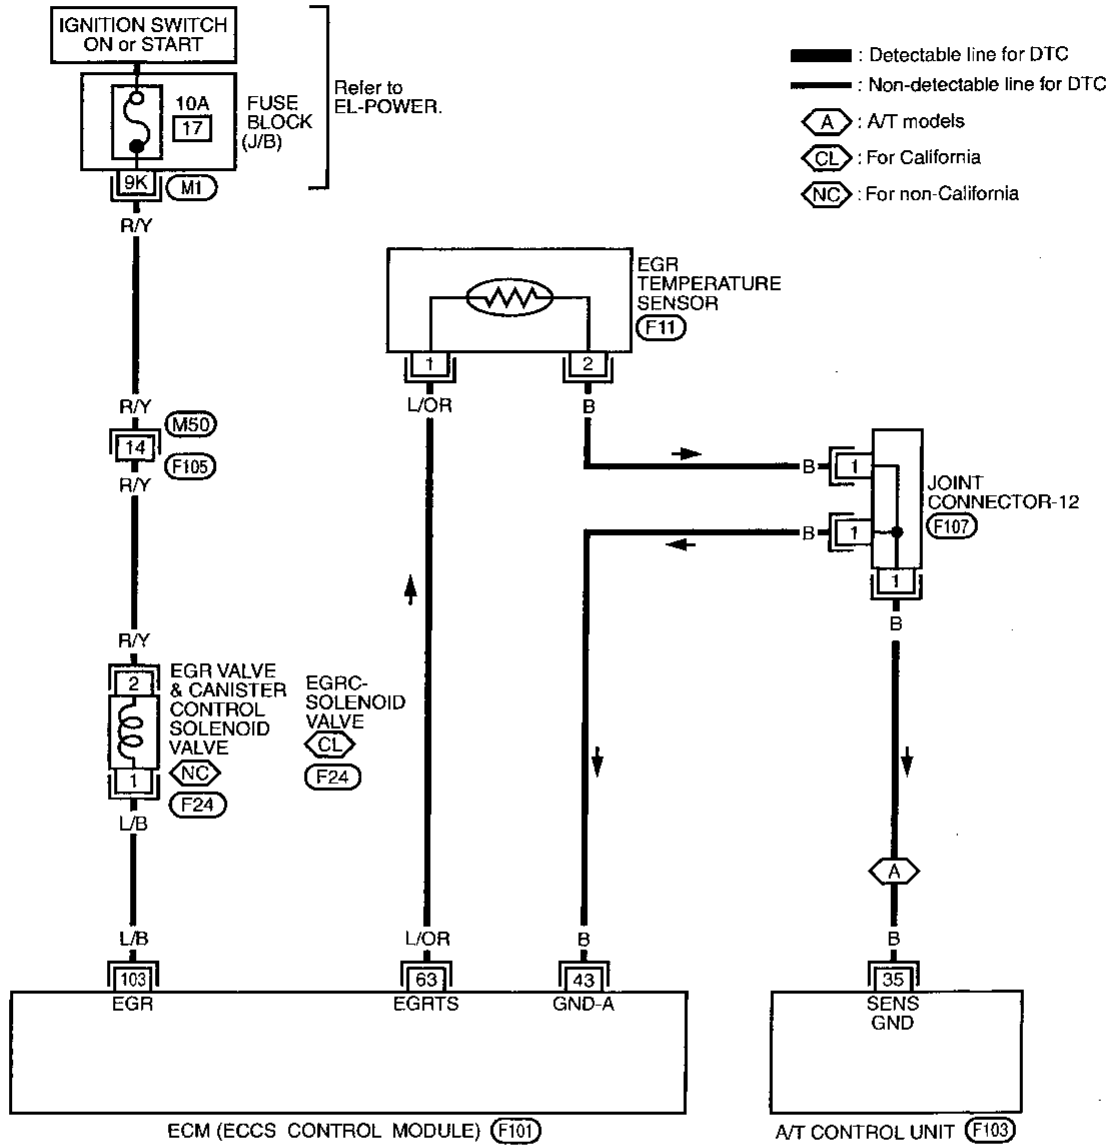 IGNITION SWITCH
ON or START
10A
17
FUSE
BLOCK
(J/B)
Refer to
EL-POWER.
9K
M1
R/Y
: Detectable line for DTC
: Non-detectable line for DTC
A : A/T models
CL : For California
NC : For non-California
EGR
TEMPERATURE
SENSOR
F11
1
2
L/OR
B
R/Y
M50
14
F105
R/Y
B
1
B
1
1
B
JOINT
CONNECTOR-12
F107
R/Y
2
1
EGR VALVE
& CANISTER
CONTROL
SOLENOID
VALVE
NC
F24
EGRC-
SOLENOID
VALVE
CL
F24
L/B
A
L/B
L/OR
B
B
103
63
43
35
EGR
EGRTS
GND-A
SENS
GND
ECM (ECCS CONTROL MODULE) F101
A/T CONTROL UNIT F103